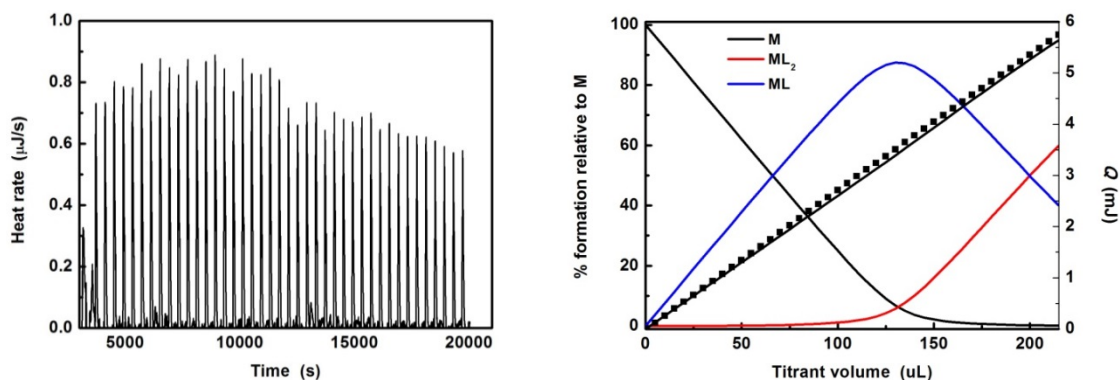 1.0
0.8
0.6
0.4
0.2
0.0
Heat rate (µJ/s)
5000 10000 15000 20000
Time (s)
100
80
60
40
20
0
% formation relative to M
M
ML₂
ML
6
5
4
3
2
1
0
Q (mJ)
0 50 100 150 200
Titrant volume (uL)